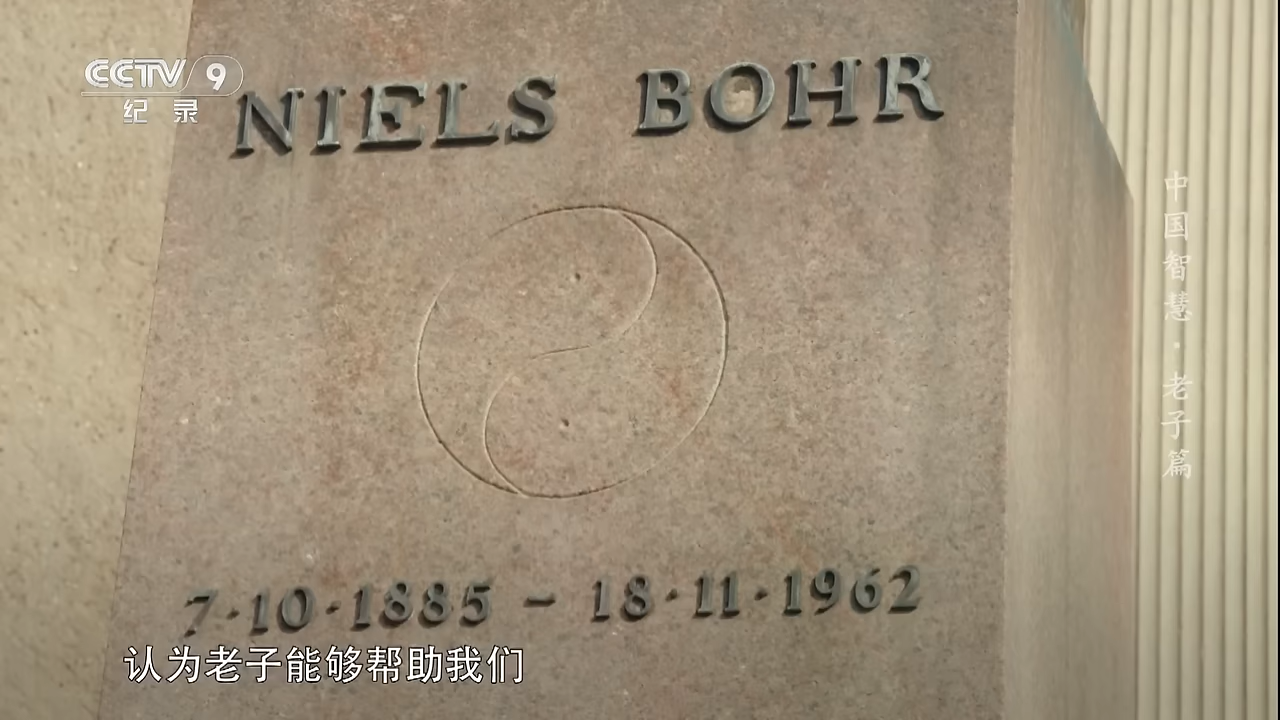 CCTV 9
纪录
NIELS BOHR
中国智慧·老子篇
7·10·1885 – 18·11·1962
认为老子能够帮助我们